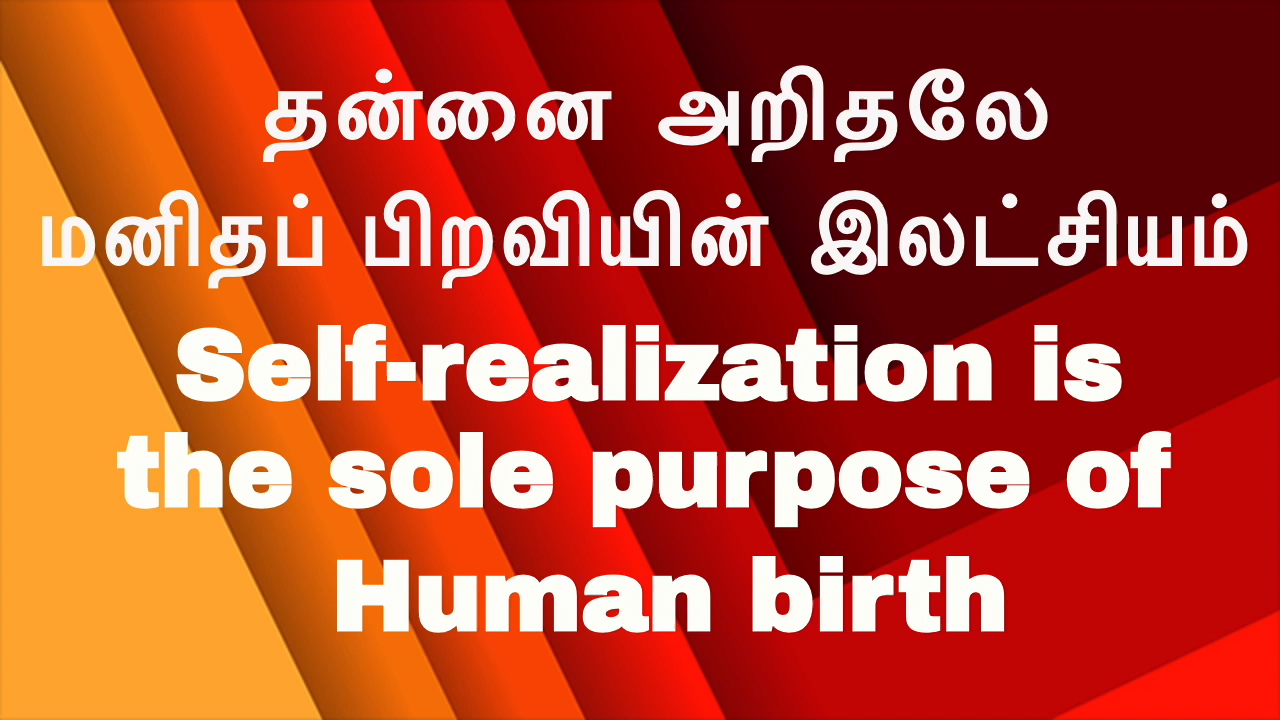 தன்னை அறிதலே
மனிதப் பிறவியின் இலட்சியம்
Self-realization is
the sole purpose of
Human birth